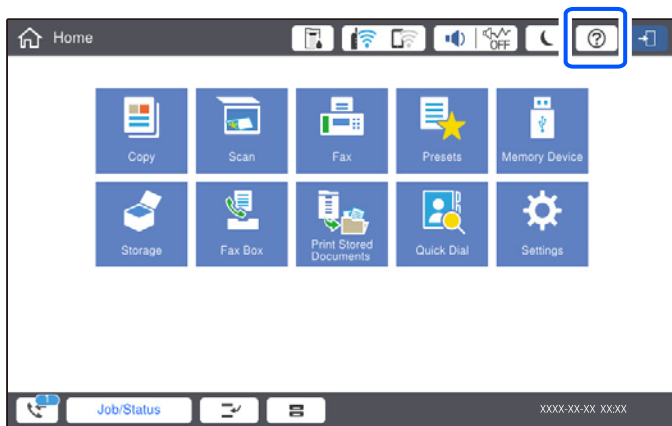 Home
OFF
?
Copy
Scan
Fax
Presets
Memory Device
Storage
Fax Box
Print Stored
Documents
Quick Dial
Settings
1
Job/Status
XXXX-XX-XX XX:XX